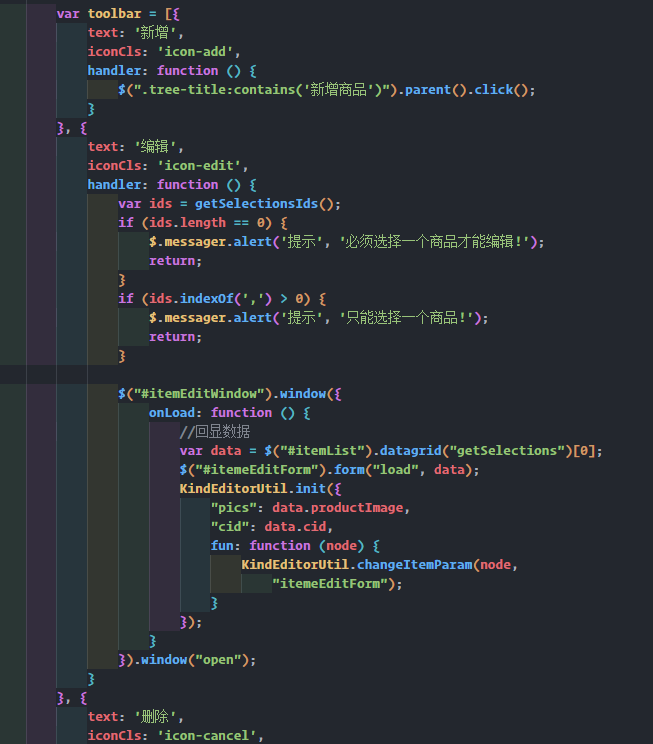 var toolbar = [{
text: '新增',
iconCls: 'icon-add',
handler: function () {
$(".tree-title:contains('新增商品')").parent().click();
}
}, {
text: '编辑',
iconCls: 'icon-edit',
handler: function () {
var ids = getSelectionsIds();
if (ids.length == 0) {
$.messager.alert('提示', '必须选择一个商品才能编辑!');
return;
}
if (ids.indexOf(',') > 0) {
$.messager.alert('提示', '只能选择一个商品!');
return;
}
$("#itemEditWindow").window({
onLoad: function () {
//回显数据
var data = $("#itemList").datagrid("getSelections")[0];
$("#itemeEditForm").form("load", data);
KindEditorUtil.init({
"pics": data.productImage,
"cid": data.cid,
fun: function (node) {
KindEditorUtil.changeItemParam(node,
"itemeEditForm");
}
});
}
}).window("open");
}
}, {
text: '删除',
iconCls: 'icon-cancel',